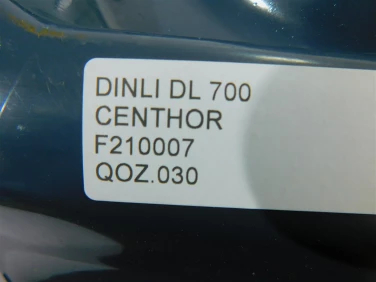 DINLI DL 700
CENTHOR
F210007
QOZ.030